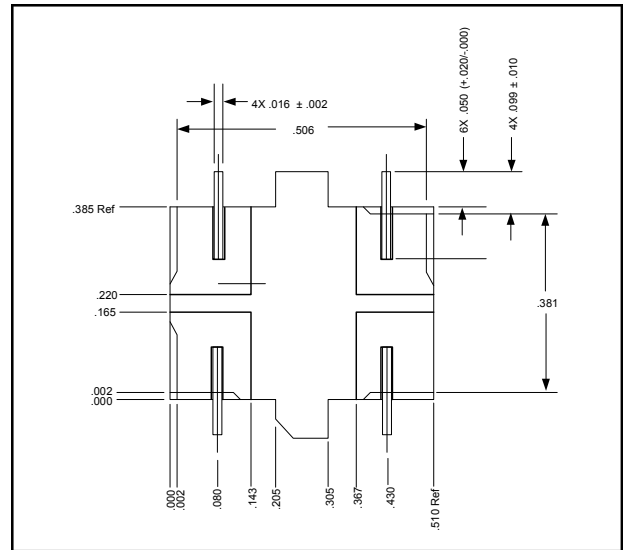 6X .050 (+.020/-.000)
4X .099 ± .010
4X .016 ± .002
.506
.385 Ref
.220
.165
.381
.002
.000
.000
.002
.080
.143
.205
.305
.367
.430
.510 Ref